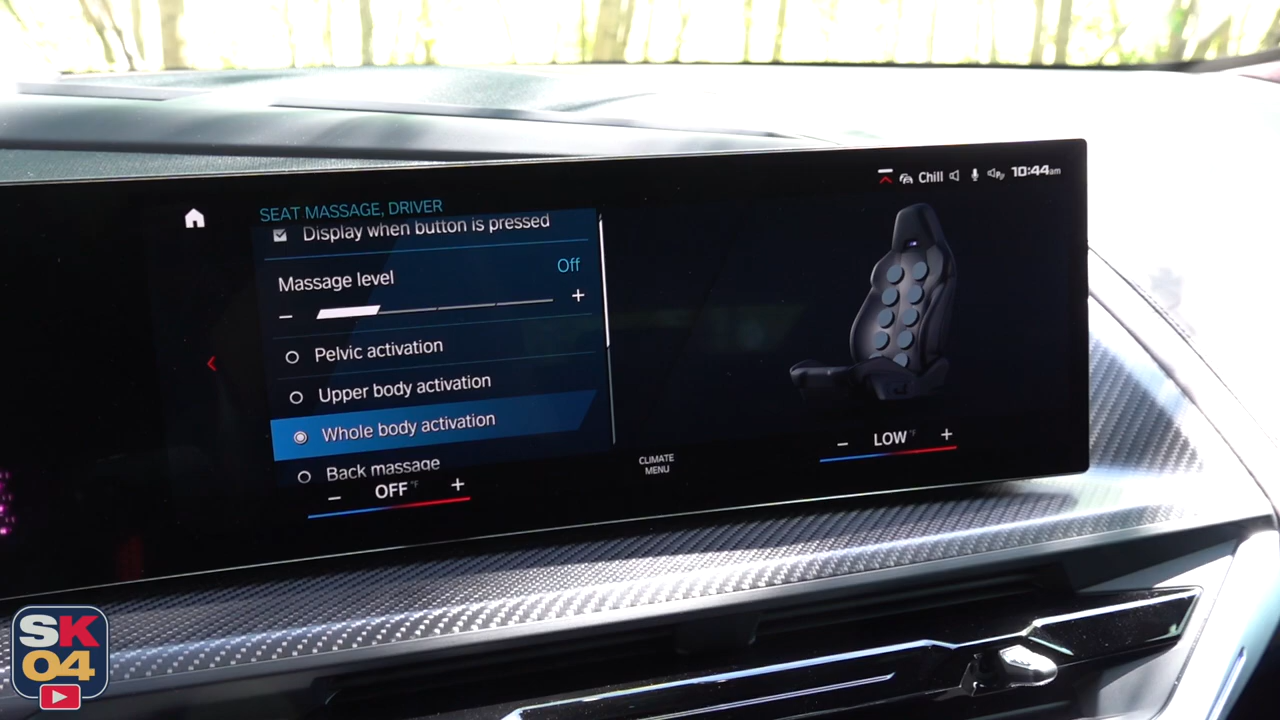 Chill 10:44am
SEAT MASSAGE, DRIVER
Display when button is pressed
Massage level Off
− +
Pelvic activation
Upper body activation
Whole body activation
Back massage
− OFF °F +
CLIMATE
MENU
− LOW °F +
SK
04